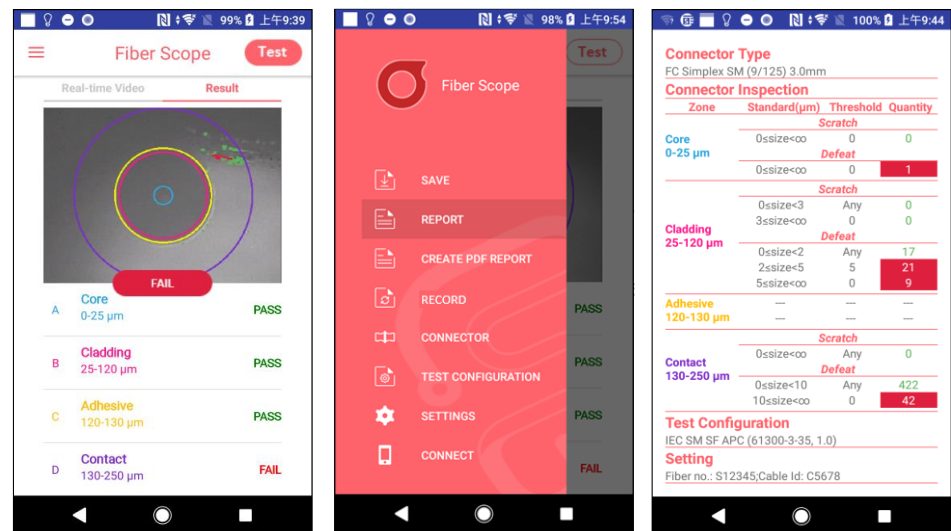 99% 上午9:39
Fiber Scope
Test
Real-time Video
Result
FAIL
A
Core
0-25 µm
PASS
B
Cladding
25-120 µm
PASS
C
Adhesive
120-130 µm
PASS
D
Contact
130-250 µm
FAIL
98% 上午9:54
Test
Fiber Scope
SAVE
REPORT
CREATE PDF REPORT
RECORD
CONNECTOR
TEST CONFIGURATION
SETTINGS
CONNECT
PASS
PASS
PASS
FAIL
100% 上午9:44
Connector Type
FC Simplex SM (9/125) 3.0mm
Connector Inspection
Zone Standard(µm) Threshold Quantity
Scratch
Core
0-25 µm
0≤size<∞ 0 0
Defeat
0≤size<∞ 0 1
Scratch
0≤size<3 Any 0
3≤size<∞ 0 0
Cladding
25-120 µm
Defeat
0≤size<2 Any 17
2≤size<5 5 21
5≤size<∞ 0 9
Adhesive --- --- ---
120-130 µm --- --- ---
Scratch
0≤size<∞ Any 0
Contact
130-250 µm
Defeat
0≤size<10 Any 422
10≤size<∞ 0 42
Test Configuration
IEC SM SF APC (61300-3-35, 1.0)
Setting
Fiber no.: S12345;Cable Id: C5678